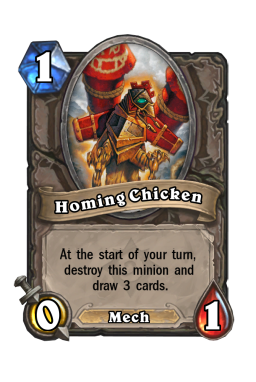 1
Homing Chicken
At the start of your turn,
destroy this minion and
draw 3 cards.
0
Mech
1